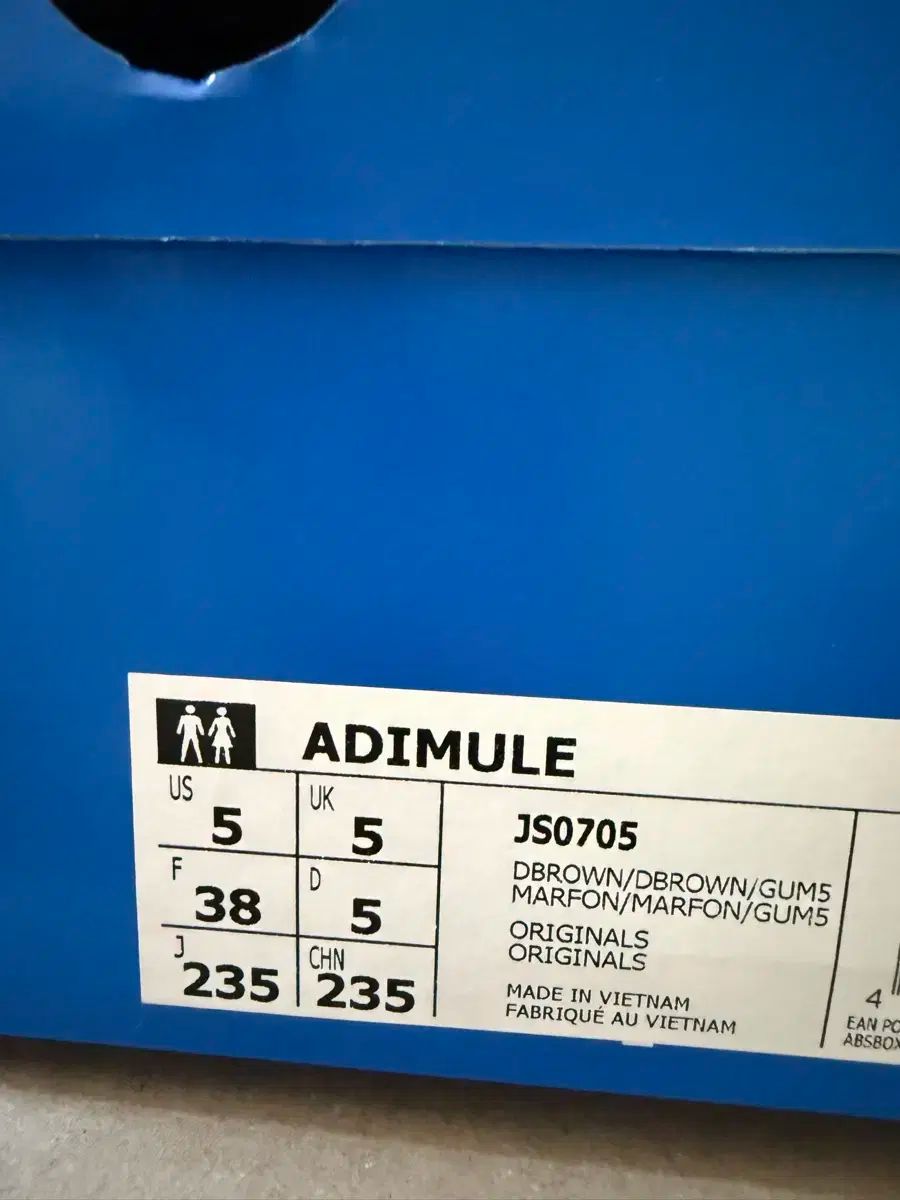 ADIMULE
US 5 UK 5
F 38 D 5
J 235 CHN 235
JS0705
DBROWN/DBROWN/GUM5
MARFON/MARFON/GUM5
ORIGINALS
ORIGINALS
MADE IN VIETNAM
FABRIQUÉ AU VIETNAM
4
EAN